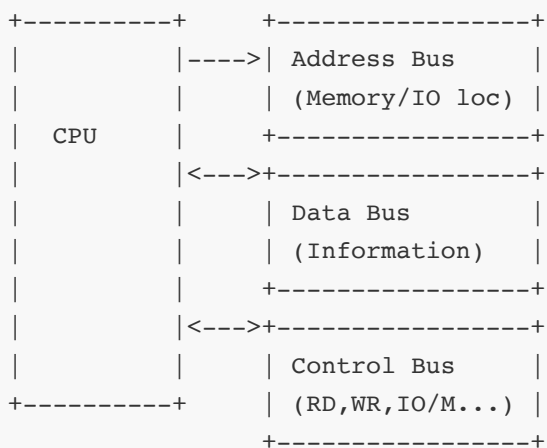 Address Bus
(Memory/IO loc)
CPU
Data Bus
(Information)
Control Bus
(RD,WR,IO/M...)